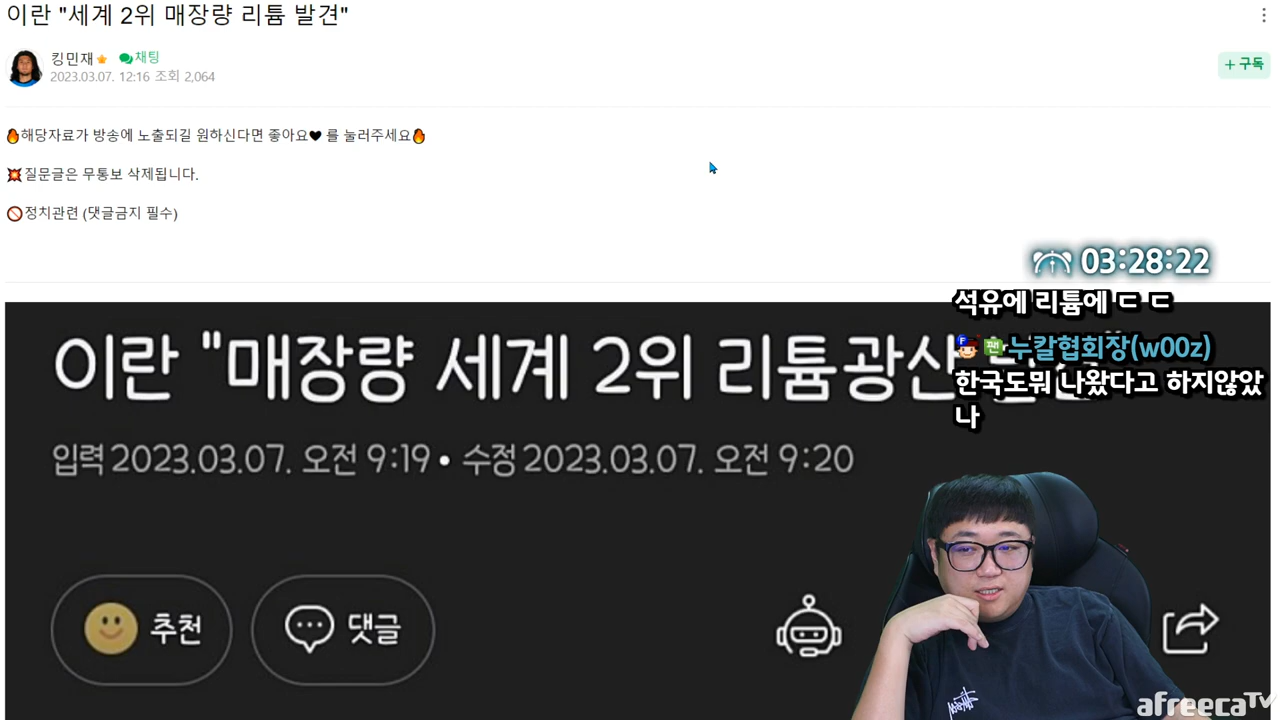 이란 "세계 2위 매장량 리튬 발견"
킹민재 채팅
2023.03.07. 12:16 조회 2,064
+ 구독
🔥해당자료가 방송에 노출되길 원하신다면 좋아요🖤 를 눌러주세요🔥
💥질문글은 무통보 삭제됩니다.
🚫정치관련 (댓글금지 필수)
03:28:22
석유에 리튬에 ㄷ ㄷ
F 팬 누칼협회장(w00z)
한국도뭐 나왔다고 하지않았
나
이란 "매장량 세계 2위 리튬광산
입력 2023.03.07. 오전 9:19 • 수정 2023.03.07. 오전 9:20
추천
댓글
afreecaTV